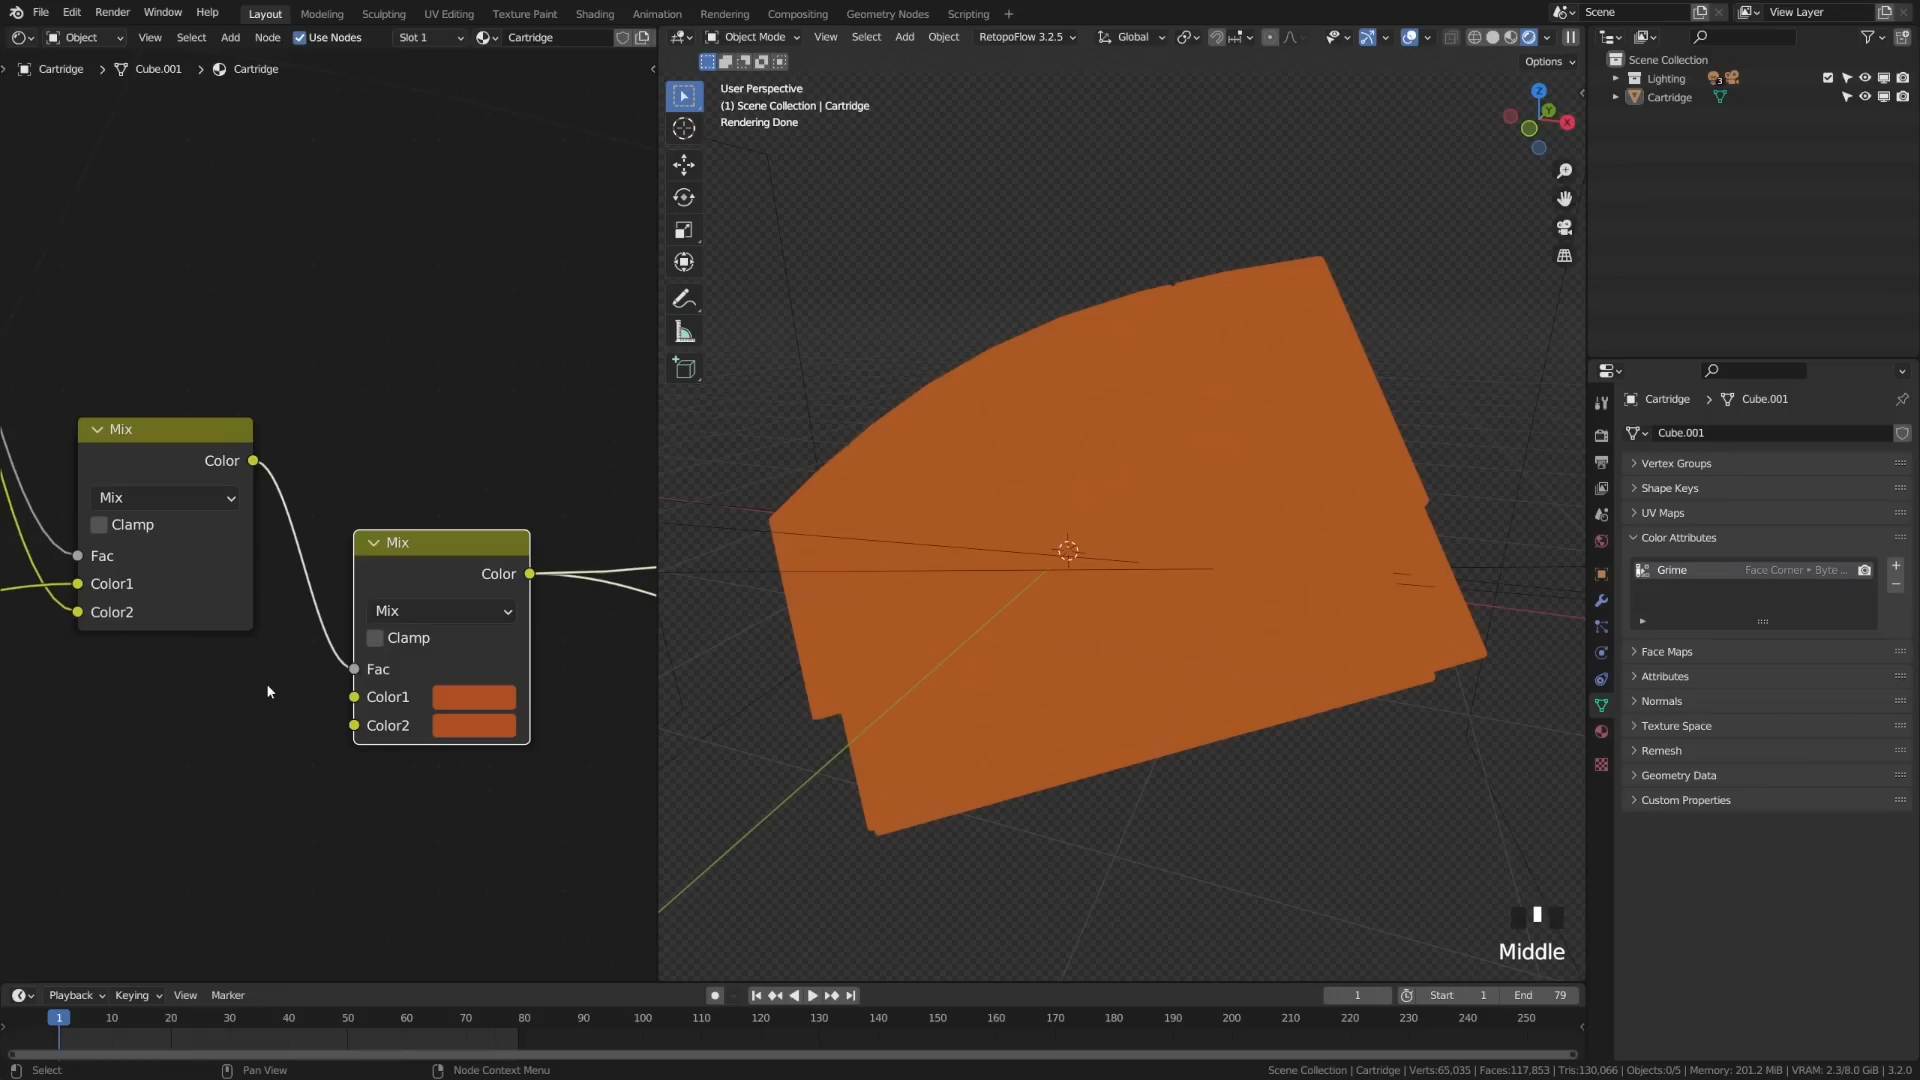 File Edit Render Window Help Layout Modeling Sculpting UV Editing Texture Paint Shading Animation Rendering Compositing Geometry Nodes Scripting + Scene View Layer
Object View Select Add Node Use Nodes Slot 1 Cartridge Object Mode View Select Add Object RetopoFlow 3.2.5 Global
Options
Cartridge > Cube.001 > Cartridge
User Perspective
(1) Scene Collection | Cartridge
Rendering Done
Z
Y
X
Scene Collection
Lighting 3
Cartridge
Mix
Color
Mix
Clamp
Fac
Color1
Color2
Mix
Color
Mix
Clamp
Fac
Color1
Color2
Cartridge > Cube.001
Cube.001
Vertex Groups
Shape Keys
UV Maps
Color Attributes
Grime Face Corner ▸ Byte ...
Face Maps
Attributes
Normals
Texture Space
Remesh
Geometry Data
Custom Properties
Middle
Playback Keying View Marker 1 Start 1 End 79
1 10 20 30 40 50 60 70 80 90 100 110 120 130 140 150 160 170 180 190 200 210 220 230 240 250
Select Pan View Node Context Menu Scene Collection | Cartridge | Verts:65,035 | Faces:117,853 | Tris:130,066 | Objects:0/5 | Memory: 201.2 MiB | VRAM: 2.3/8.0 GiB | 3.2.0